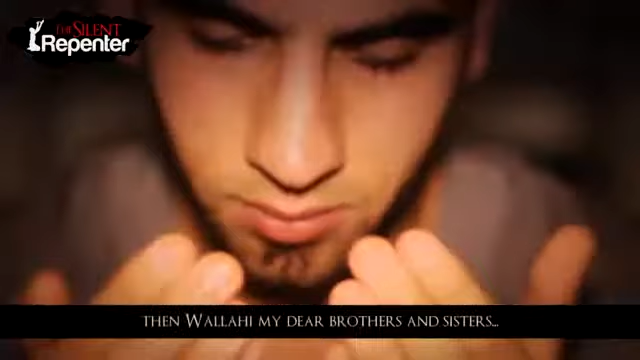 THE SILENT
Repenter
THEN WALLAHI MY DEAR BROTHERS AND SISTERS...